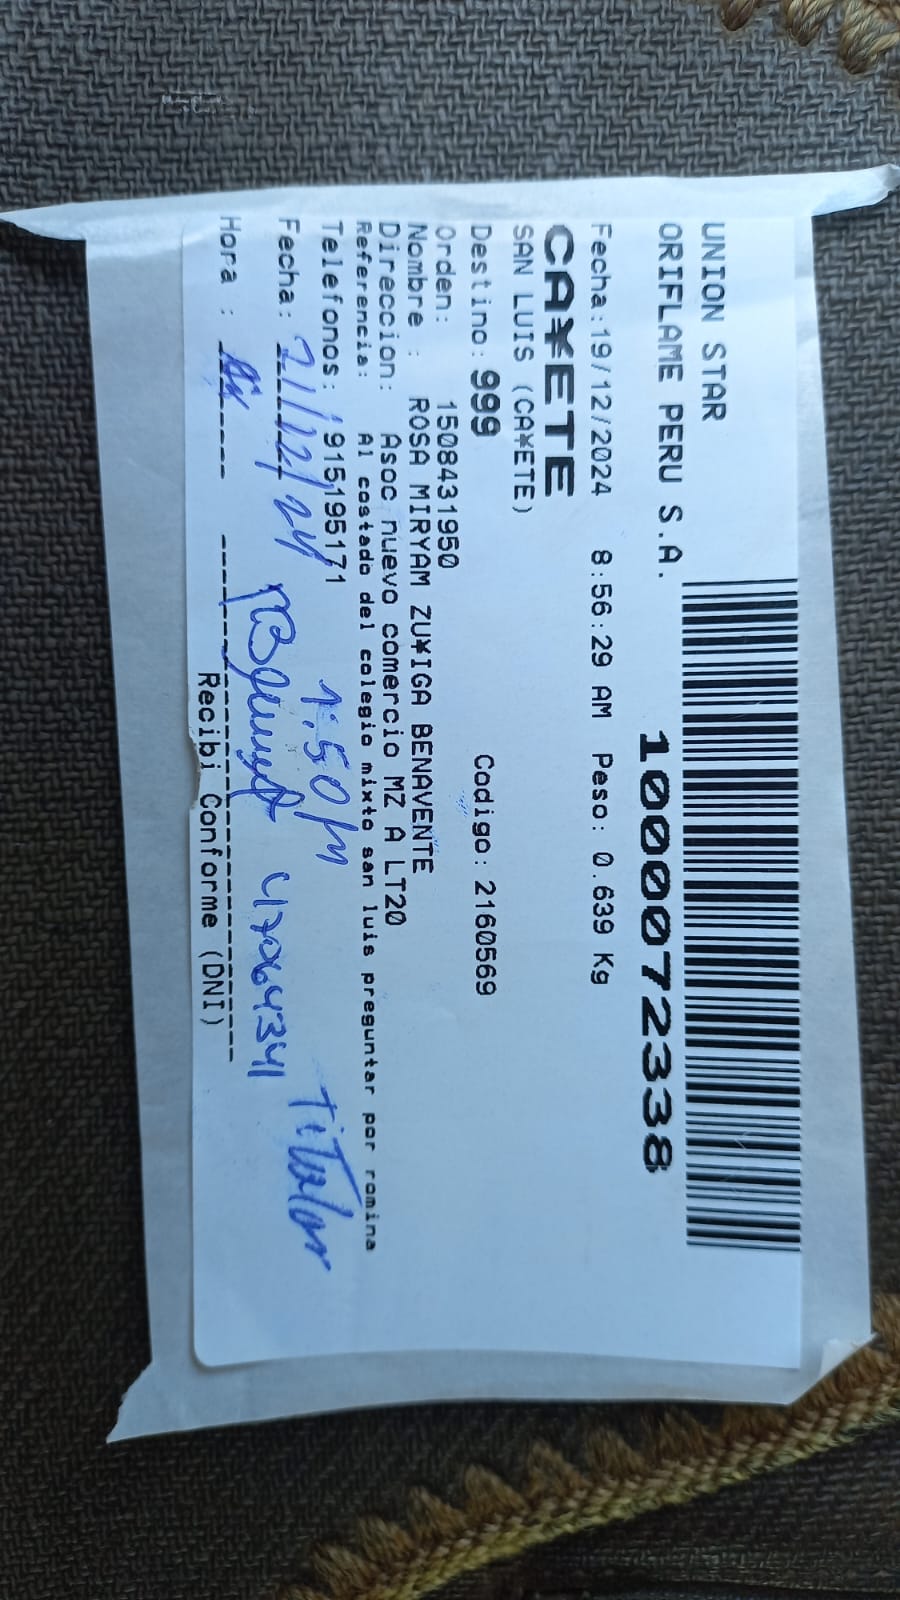 UNION STAR
ORIFLAME PERU S.A.
1000072338
Fecha:19/12/2024 8:56:29 AM Peso: 0.639 Kg
CA¥ETE
SAN LUIS (CA¥ETE)
Destino: 999 Codigo: 2160569
Orden: 1508431950
Nombre : ROSA MIRYAM ZU¥IGA BENAVENTE
Direccion: Asoc nuevo comercio MZ A LT20
Referencia: Al costado del colegio mixto san luis preguntar por romina
Telefonos: 915195171
1:50 pm
Titular
Fecha: 21/12/24
417064341
Hora :
Recibi Conforme (DNI)